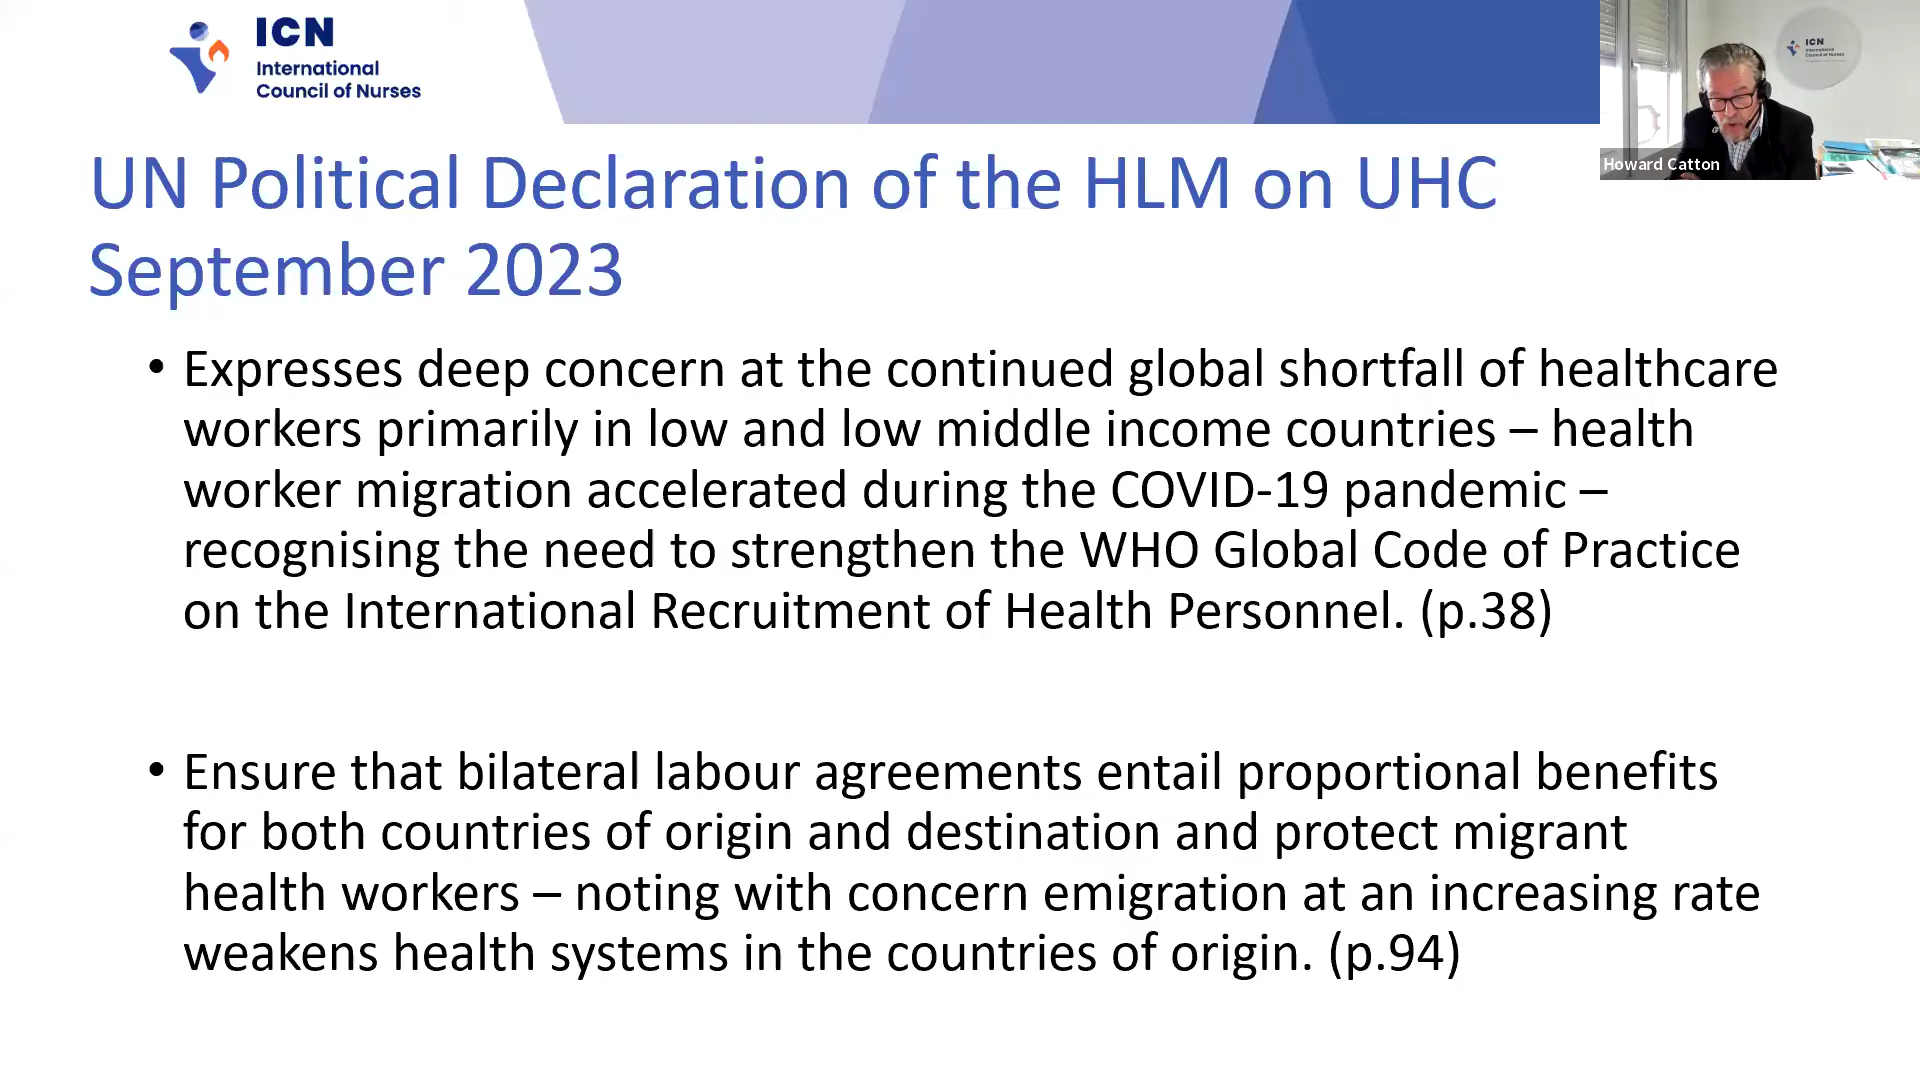 ICN
International
Council of Nurses
ICN
International
Council of Nurses
Howard Catton
UN Political Declaration of the HLM on UHC
September 2023
• Expresses deep concern at the continued global shortfall of healthcare
workers primarily in low and low middle income countries – health
worker migration accelerated during the COVID-19 pandemic –
recognising the need to strengthen the WHO Global Code of Practice
on the International Recruitment of Health Personnel. (p.38)
• Ensure that bilateral labour agreements entail proportional benefits
for both countries of origin and destination and protect migrant
health workers – noting with concern emigration at an increasing rate
weakens health systems in the countries of origin. (p.94)